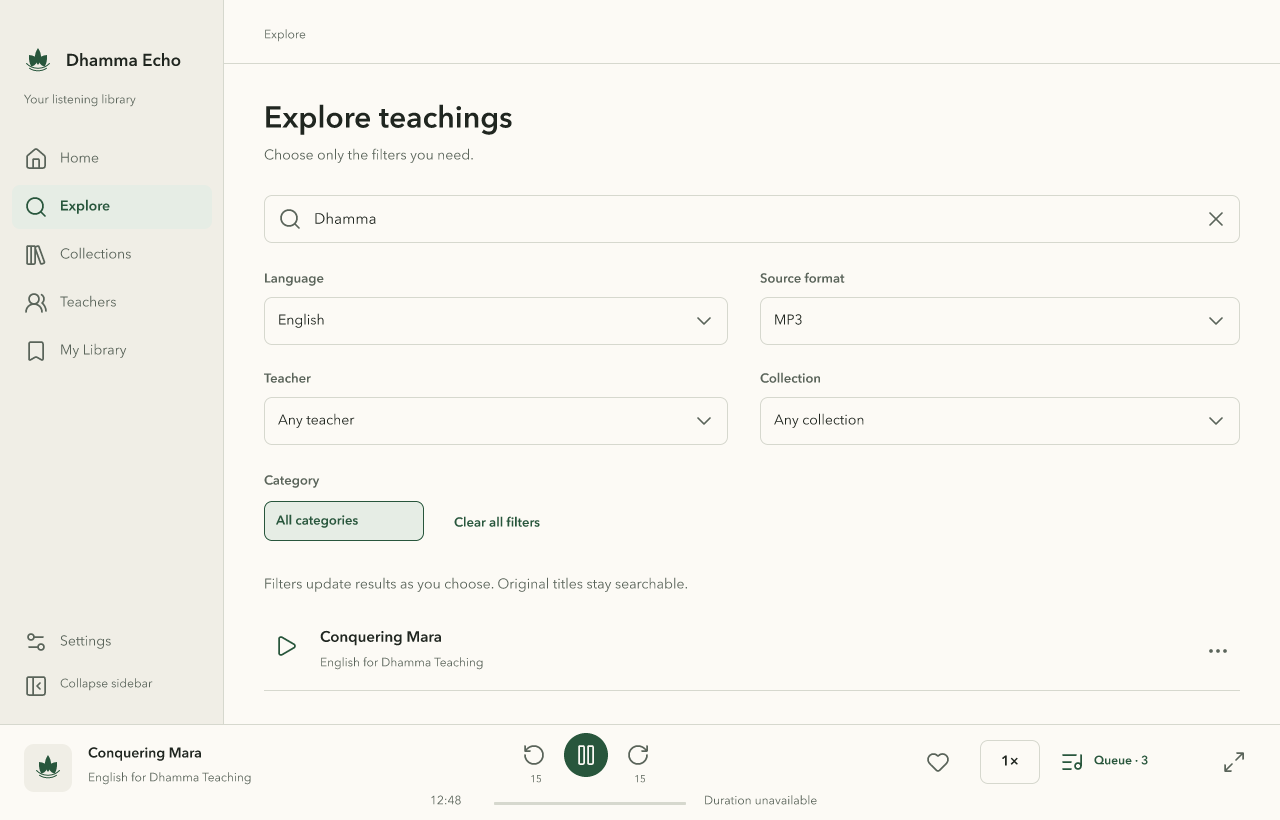 Dhamma Echo
Your listening library
Home
Explore
Collections
Teachers
My Library
Settings
Collapse sidebar
Explore
Explore teachings
Choose only the filters you need.
Dhamma
Language
Source format
English
MP3
Teacher
Collection
Any teacher
Any collection
Category
All categories
Clear all filters
Filters update results as you choose. Original titles stay searchable.
Conquering Mara
English for Dhamma Teaching
Conquering Mara
English for Dhamma Teaching
15
15
12:48
Duration unavailable
1×
Queue · 3